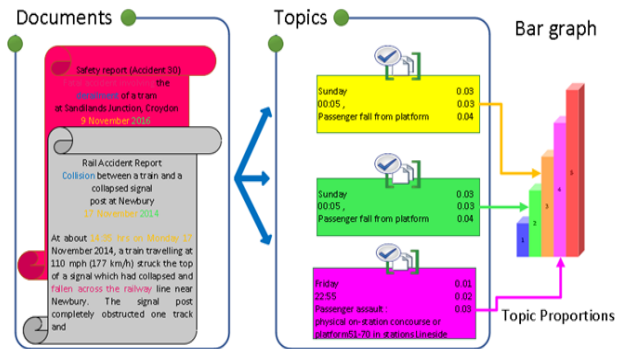 Documents
Topics
Bar graph
Safety report (Accident 30)
the
of a tram
at Sandilands Junction, Croydon
9 November 2016
Rail Accident Report
Collision between a train and a
collapsed signal
post at Newbury
17 November 2014
At about 14:25 hrs on Monday 17
November 2014, a train travelling at
110 mph (177 km/h) struck the top
of a signal which had collapsed and
fallen across the railway line near
Newbury. The signal post
completely obstructed one track
and
Sunday 0.03
00:05 , 0.03
Passenger fall from platform 0.04
Sunday 0.03
00:05 , 0.03
Passenger fall from platform 0.04
Friday 0.01
22:55 0.02
Passenger assault : 0.03
physical on-station concourse or
platform51-70 in stations Lineside
1
2
3
4
5
Topic Proportions